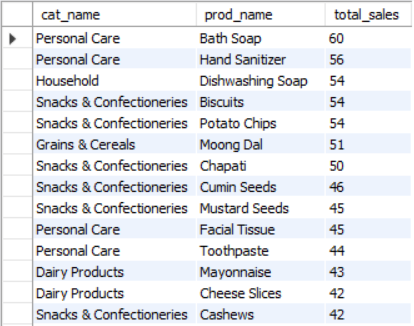 cat_name prod_name total_sales
Personal Care Bath Soap 60
Personal Care Hand Sanitizer 56
Household Dishwashing Soap 54
Snacks & Confectioneries Biscuits 54
Snacks & Confectioneries Potato Chips 54
Grains & Cereals Moong Dal 51
Snacks & Confectioneries Chapati 50
Snacks & Confectioneries Cumin Seeds 46
Snacks & Confectioneries Mustard Seeds 45
Personal Care Facial Tissue 45
Personal Care Toothpaste 44
Dairy Products Mayonnaise 43
Dairy Products Cheese Slices 42
Snacks & Confectioneries Cashews 42